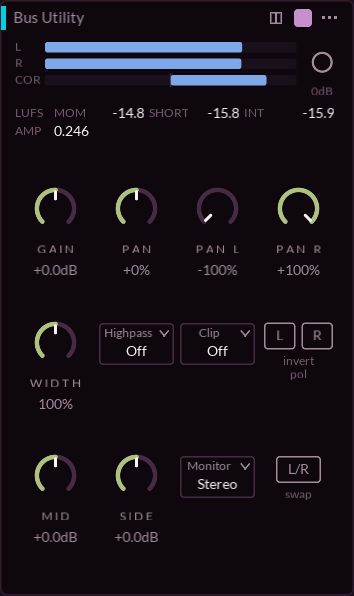 Bus Utility
L
R
COR
0dB
LUFS MOM -14.8 SHORT -15.8 INT -15.9
AMP 0.246
GAIN PAN PAN L PAN R
+0.0dB +0% -100% +100%
Highpass Clip L R
Off Off
invert
pol
WIDTH
100%
Monitor L/R
Stereo
swap
MID SIDE
+0.0dB +0.0dB